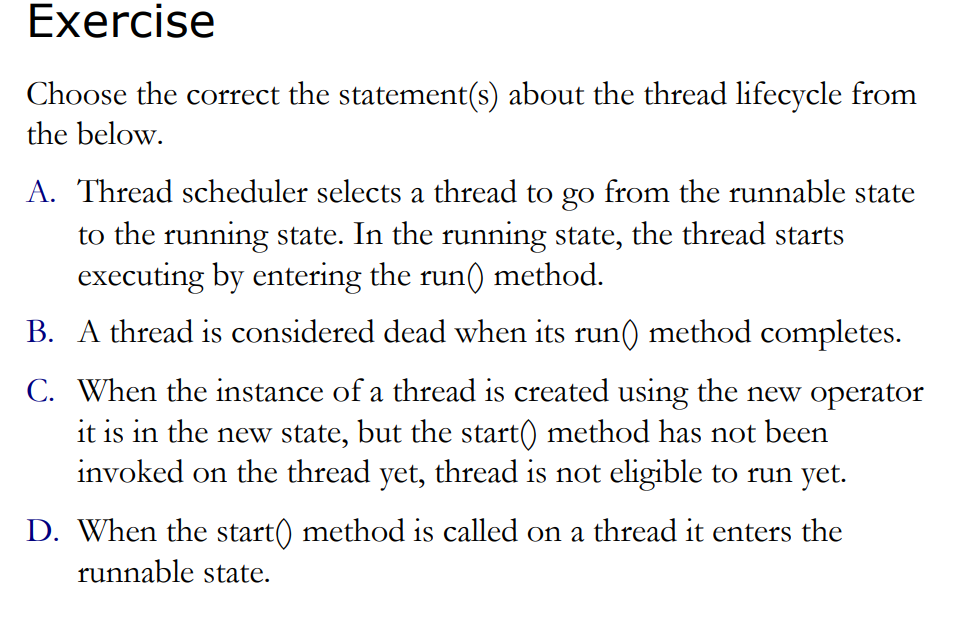 Exercise
Choose the correct the statement(s) about the thread lifecycle from
the below.
A. Thread scheduler selects a thread to go from the runnable state
to the running state. In the running state, the thread starts
executing by entering the run() method.
B. A thread is considered dead when its run() method completes.
C. When the instance of a thread is created using the new operator
it is in the new state, but the start() method has not been
invoked on the thread yet, thread is not eligible to run yet.
D. When the start() method is called on a thread it enters the
runnable state.